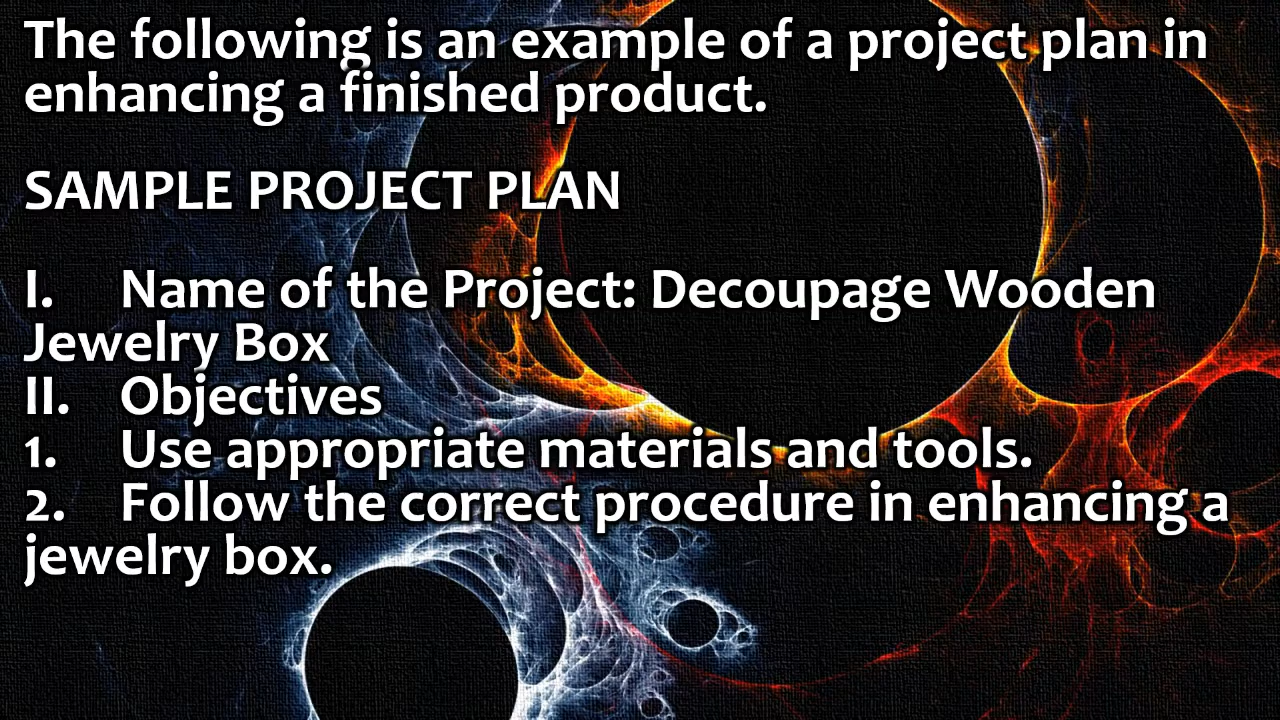 The following is an example of a project plan in
enhancing a finished product.
SAMPLE PROJECT PLAN
I. Name of the Project: Decoupage Wooden
Jewelry Box
II. Objectives
1. Use appropriate materials and tools.
2. Follow the correct procedure in enhancing a
jewelry box.